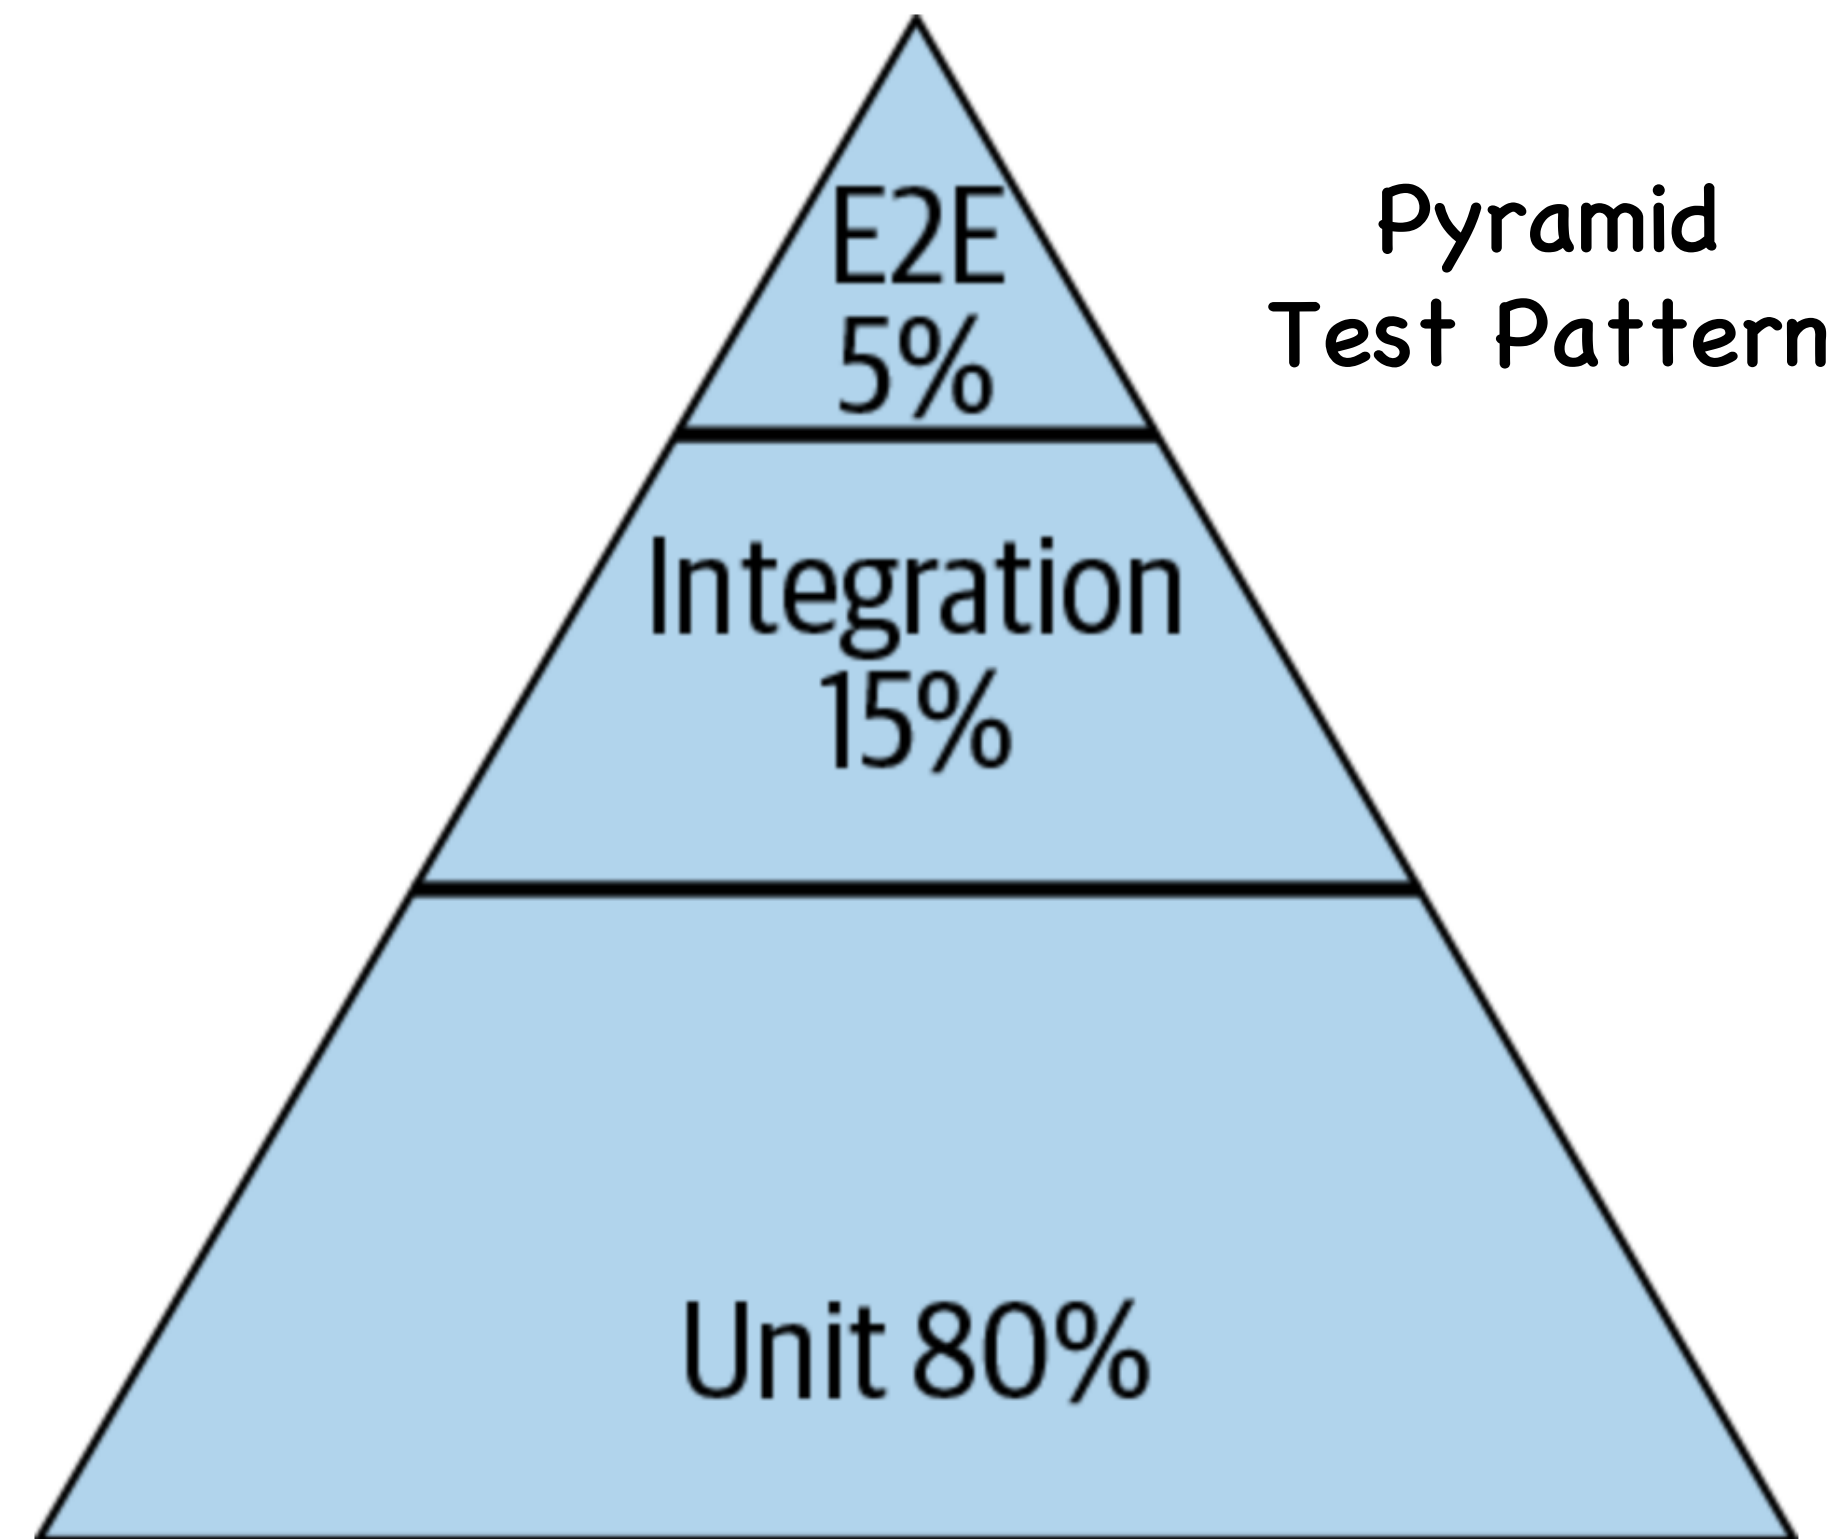 E2E
5%
Pyramid
Test Pattern
Integration
15%
Unit 80%